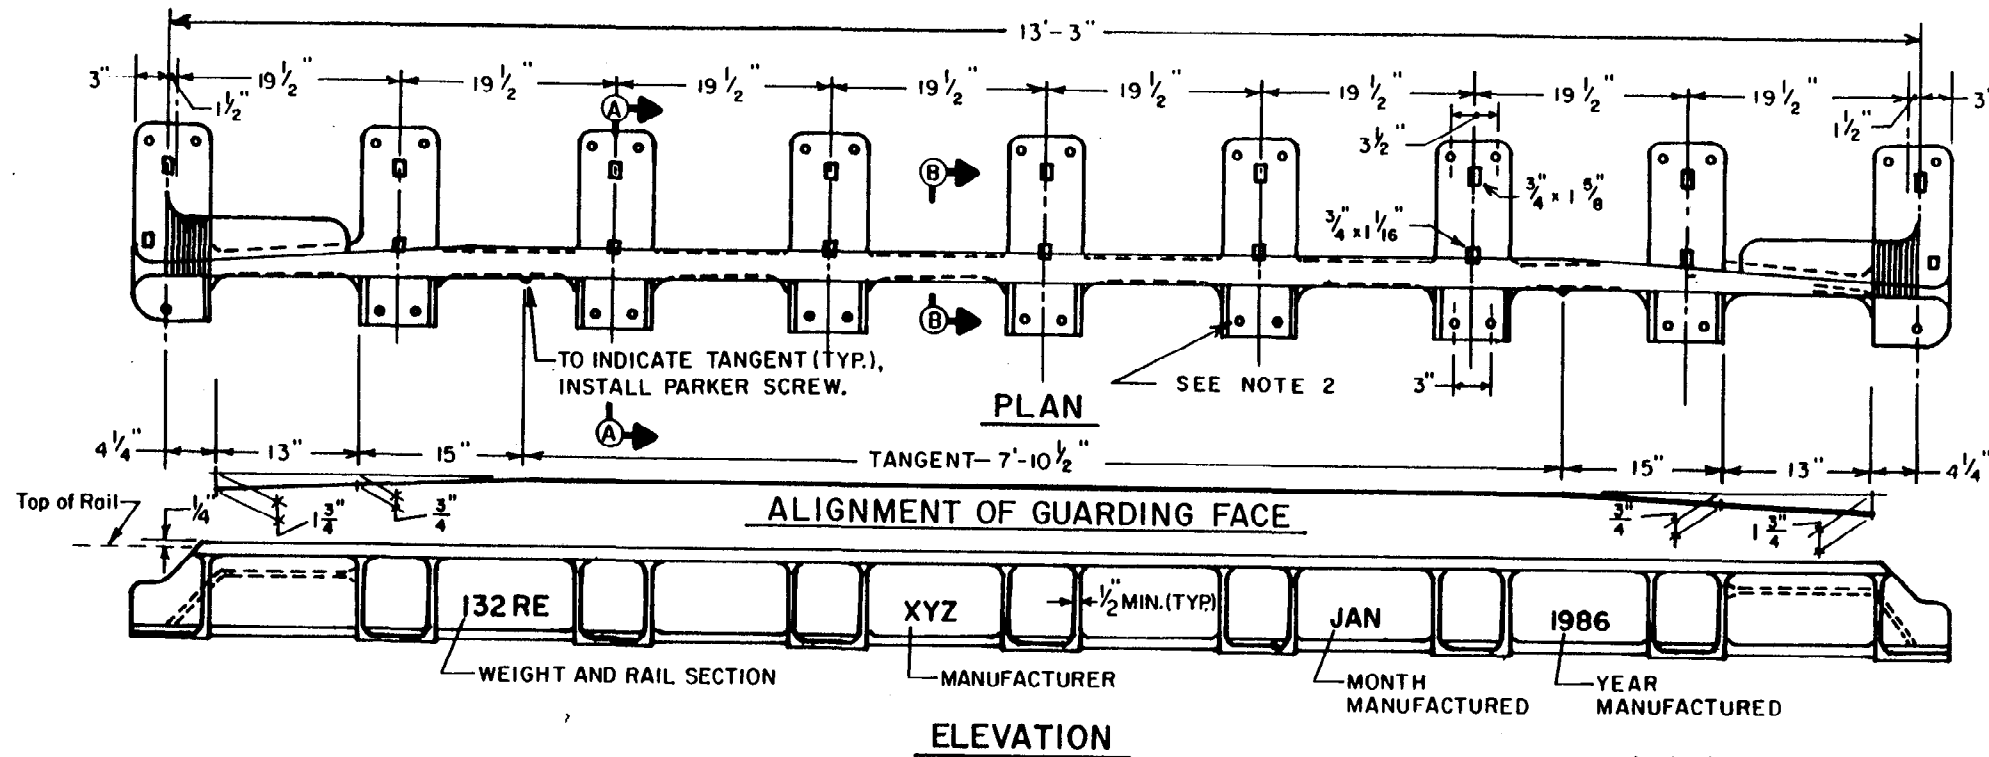 13'-3"
3" 19 1/2" 19 1/2" 19 1/2" 19 1/2" 19 1/2" 19 1/2" 19 1/2" 19 1/2" 3"
1 1/2" A 3 1/2" 1 1/2"
B 3/4" x 1 5/8"
3/4" x 1 1/16"
B
TO INDICATE TANGENT (TYP.),
INSTALL PARKER SCREW.
SEE NOTE 2 3"
PLAN
A
4 1/4" 13" 15" TANGENT-7'-10 1/2" 15" 13" 4 1/4"
Top of Rail 1/4" 1 3/4" 3/4" 3/4" 1 3/4"
ALIGNMENT OF GUARDING FACE
132 RE XYZ 1/2" MIN. (TYP) JAN 1986
WEIGHT AND RAIL SECTION
MANUFACTURER
MONTH
MANUFACTURED
YEAR
MANUFACTURED
ELEVATION